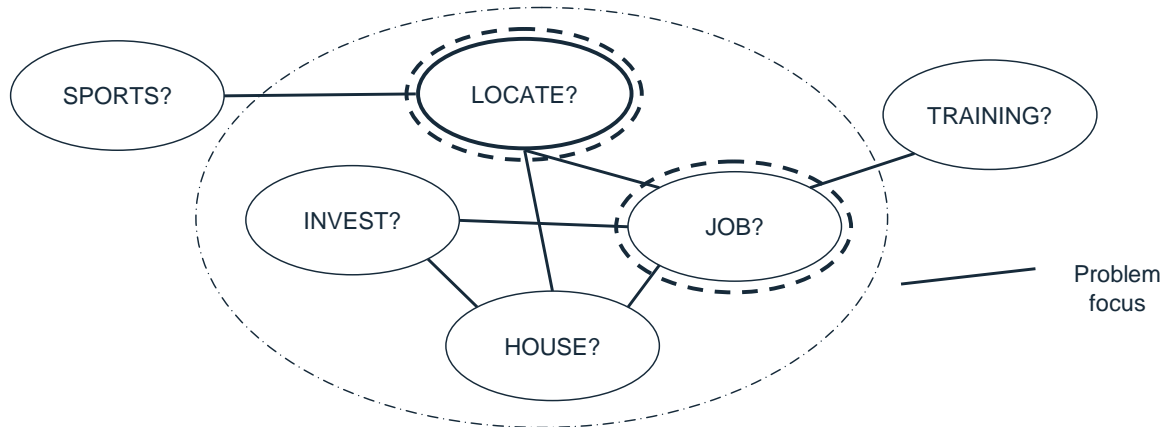 SPORTS?
LOCATE?
TRAINING?
INVEST?
JOB?
HOUSE?
Problem
focus